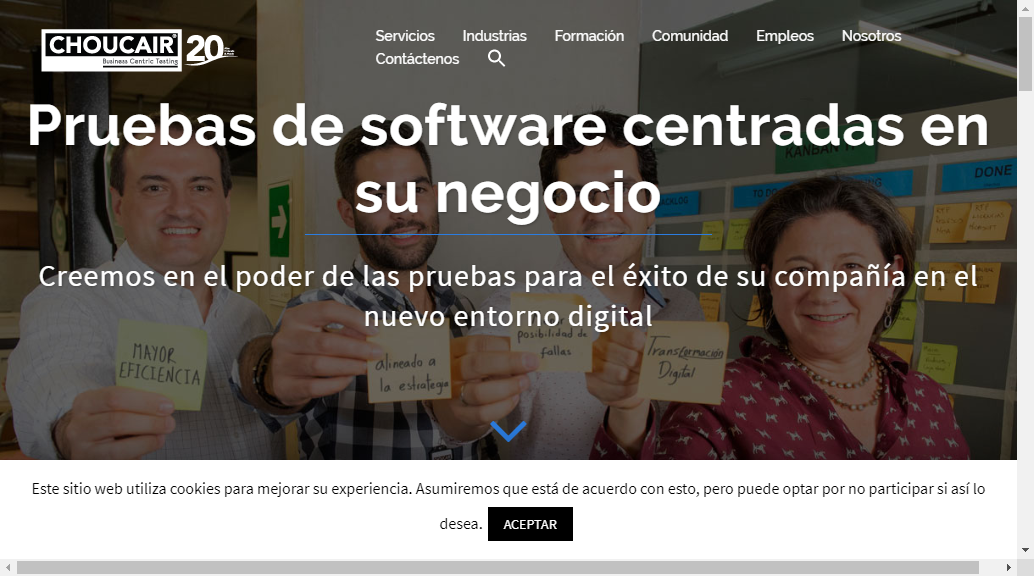 CHOUCAIR
Business Centric Testing
20
Servicios Industrias Formación Comunidad Empleos Nosotros
Contáctenos
Pruebas de software centradas en
su negocio
Creemos en el poder de las pruebas para el éxito de su compañía en el
nuevo entorno digital
KANBAN
TO DO
DONE
MAYOR
EFICIENCIA
alineado a
la estrategia
posibilidad de
fallas
Transformación
Digital
Este sitio web utiliza cookies para mejorar su experiencia. Asumiremos que está de acuerdo con esto, pero puede optar por no participar si así lo
desea. ACEPTAR